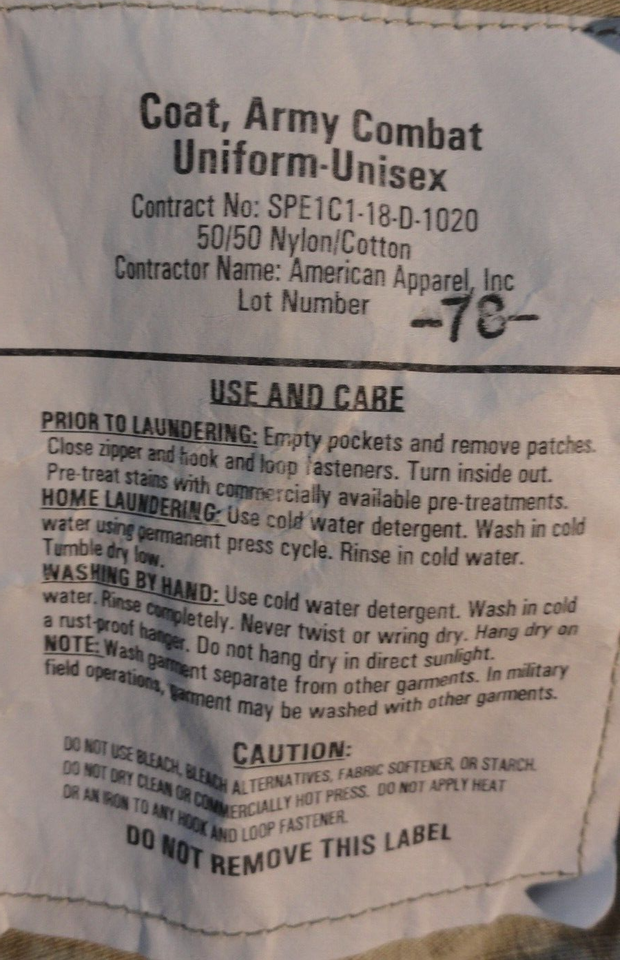 Coat, Army Combat
Uniform-Unisex
Contract No: SPE1C1-18-D-1020
50/50 Nylon/Cotton
Contractor Name: American Apparel, Inc
Lot Number -78-
USE AND CARE
PRIOR TO LAUNDERING: Empty pockets and remove patches.
Close zipper and hook and loop fasteners. Turn inside out.
Pre-treat stains with commercially available pre-treatments.
HOME LAUNDERING: Use cold water detergent. Wash in cold
water using permanent press cycle. Rinse in cold water.
Tumble dry low.
WASHING BY HAND: Use cold water detergent. Wash in cold
water. Rinse completely. Never twist or wring dry. Hang dry on
a rust-proof hanger. Do not hang dry in direct sunlight.
NOTE: Wash garment separate from other garments. In military
field operations, garment may be washed with other garments.
CAUTION:
DO NOT USE BLEACH, BLEACH ALTERNATIVES, FABRIC SOFTENER, OR STARCH.
DO NOT DRY CLEAN OR COMMERCIALLY HOT PRESS. DO NOT APPLY HEAT
OR AN IRON TO ANY HOOK AND LOOP FASTENER.
DO NOT REMOVE THIS LABEL